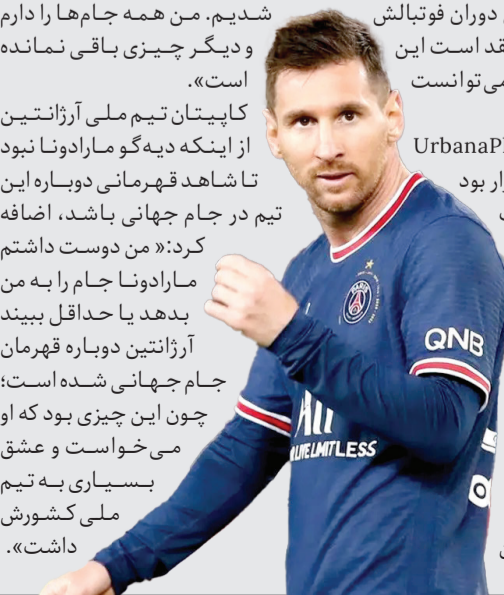 دوران فوتبالش
قد است این
می‌توانست
UrbanaPl
ار بود
شدیم. من همه جام‌ها را دارم
و دیگر چیزی باقی نمانده
است».
کاپیتان تیم ملی آرژانتین
از اینکه دیه‌گو مارادونا نبود
تا شاهد قهرمانی دوباره این
تیم در جام جهانی باشد، اضافه
کرد:« من دوست داشتم
مارادونا جام را به من
بدهد یا حداقل ببیند
آرژانتین دوباره قهرمان
جام جهانی شده است؛
چون این چیزی بود که او
می‌خواست و عشق
بسیاری به تیم
ملی کشورش
داشت».
PARIS
QNB
ALL
LIVE LIMITLESS